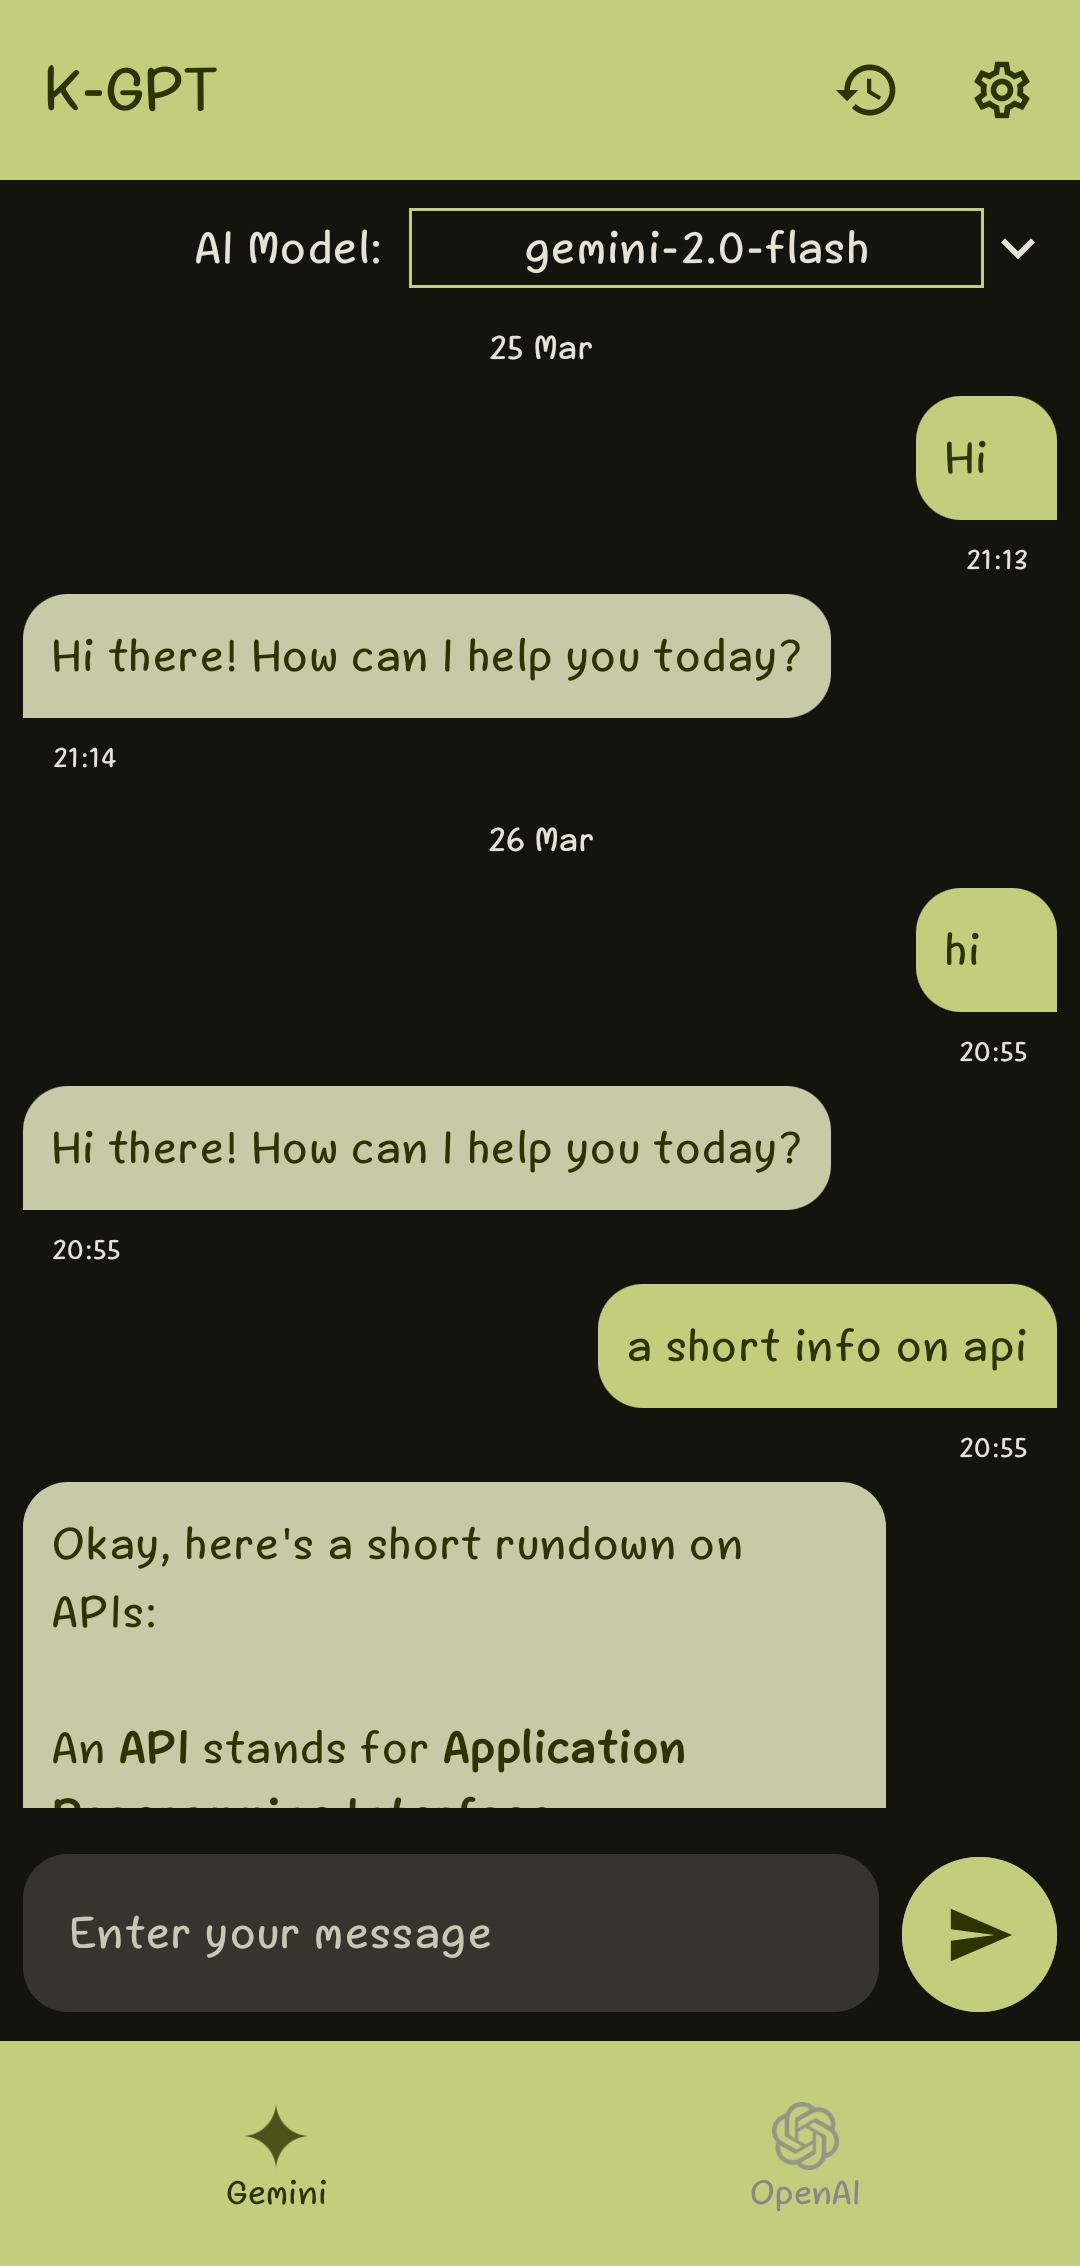 K-GPT
AI Model: gemini-2.0-flash
25 Mar
Hi
21:13
Hi there! How can I help you today?
21:14
26 Mar
hi
20:55
Hi there! How can I help you today?
20:55
a short info on api
20:55
Okay, here's a short rundown on
APIs:
An API stands for Application
Enter your message
Gemini
OpenAI